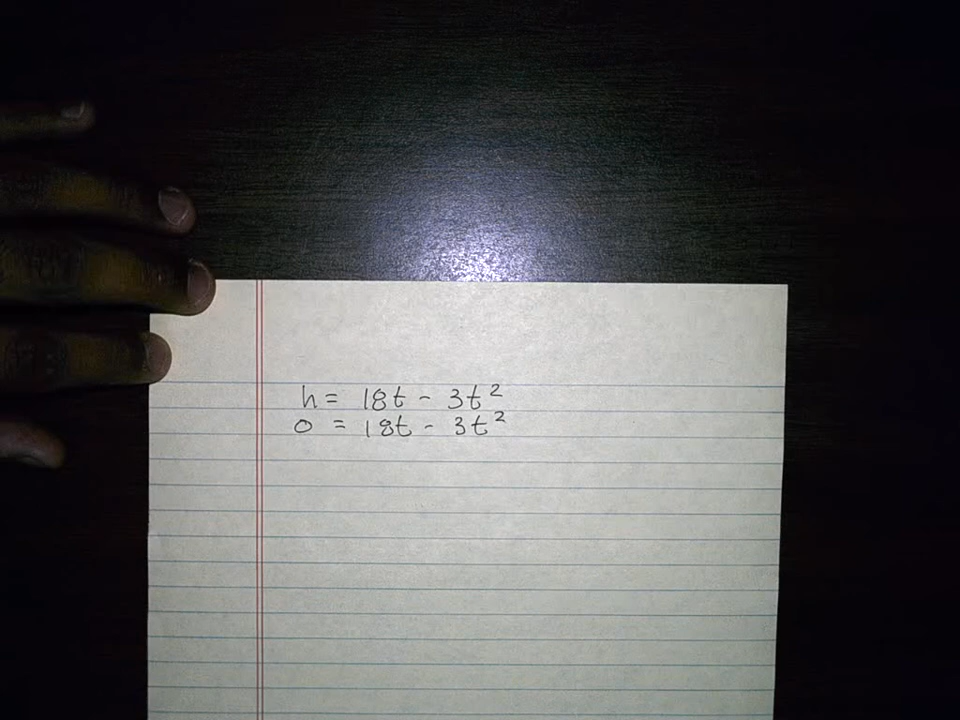 h = 18t - 3t²
0 = 18t - 3t²